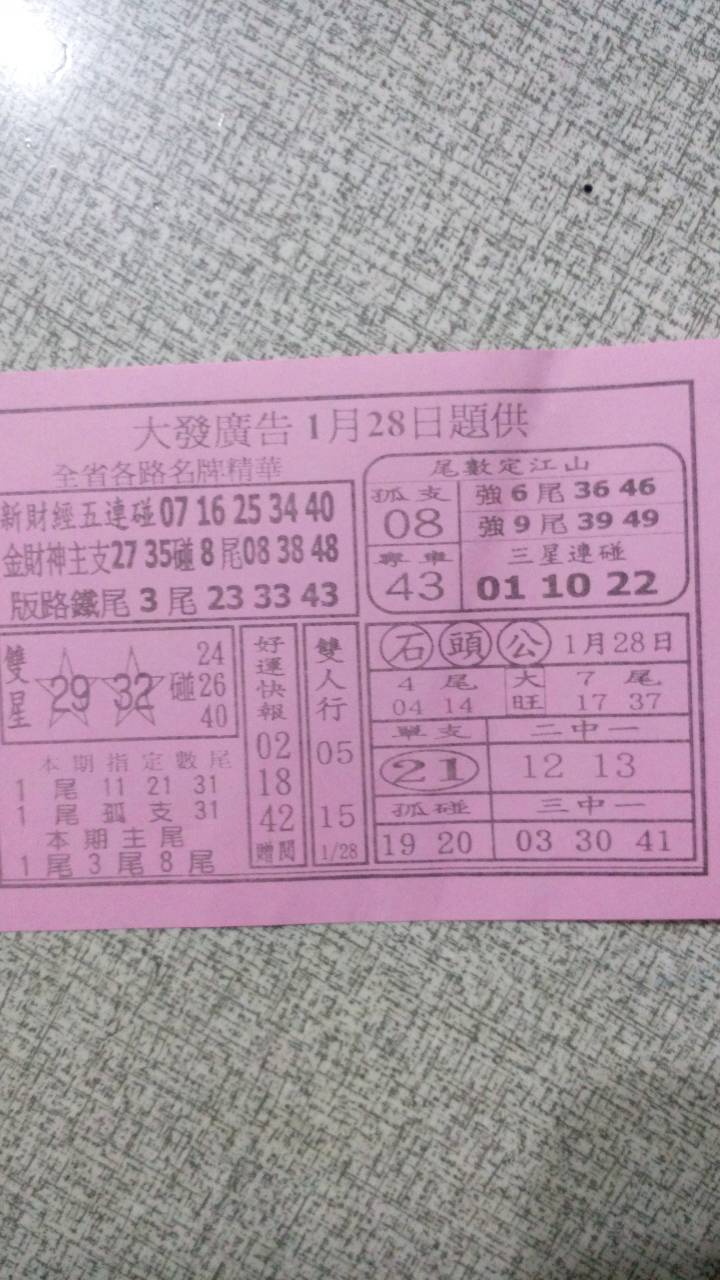 大發廣告 1月28日題供
全省各路名牌精華
新財經五連碰 07 16 25 34 40
金財神主支27 35碰 8 尾08 38 48
版路鐵尾 3 尾 23 33 43
尾數定江山
孤支
08
強 6 尾 36 46
強 9 尾 39 49
專車
43
三星連碰
01 10 22
雙星
29 32 碰
24
26
40
本期指定數尾
1 尾 11 21 31
1 尾 孤 支 31
本期主尾
1 尾 3 尾 8 尾
好運快報
02
18
42
贈閱
雙人行
05
15
1/28
石頭公 1月28日
4 尾
04 14
大旺
7 尾
17 37
單支
21
二中一
12 13
孤碰
19 20
三中一
03 30 41